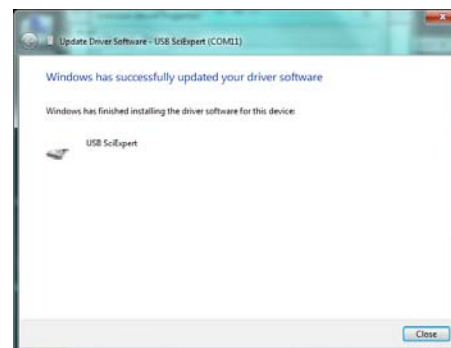 Update Driver Software - USB SciExpert (COM11)
Windows has successfully updated your driver software
Windows has finished installing the driver software for this device:
USB SciExpert
Close